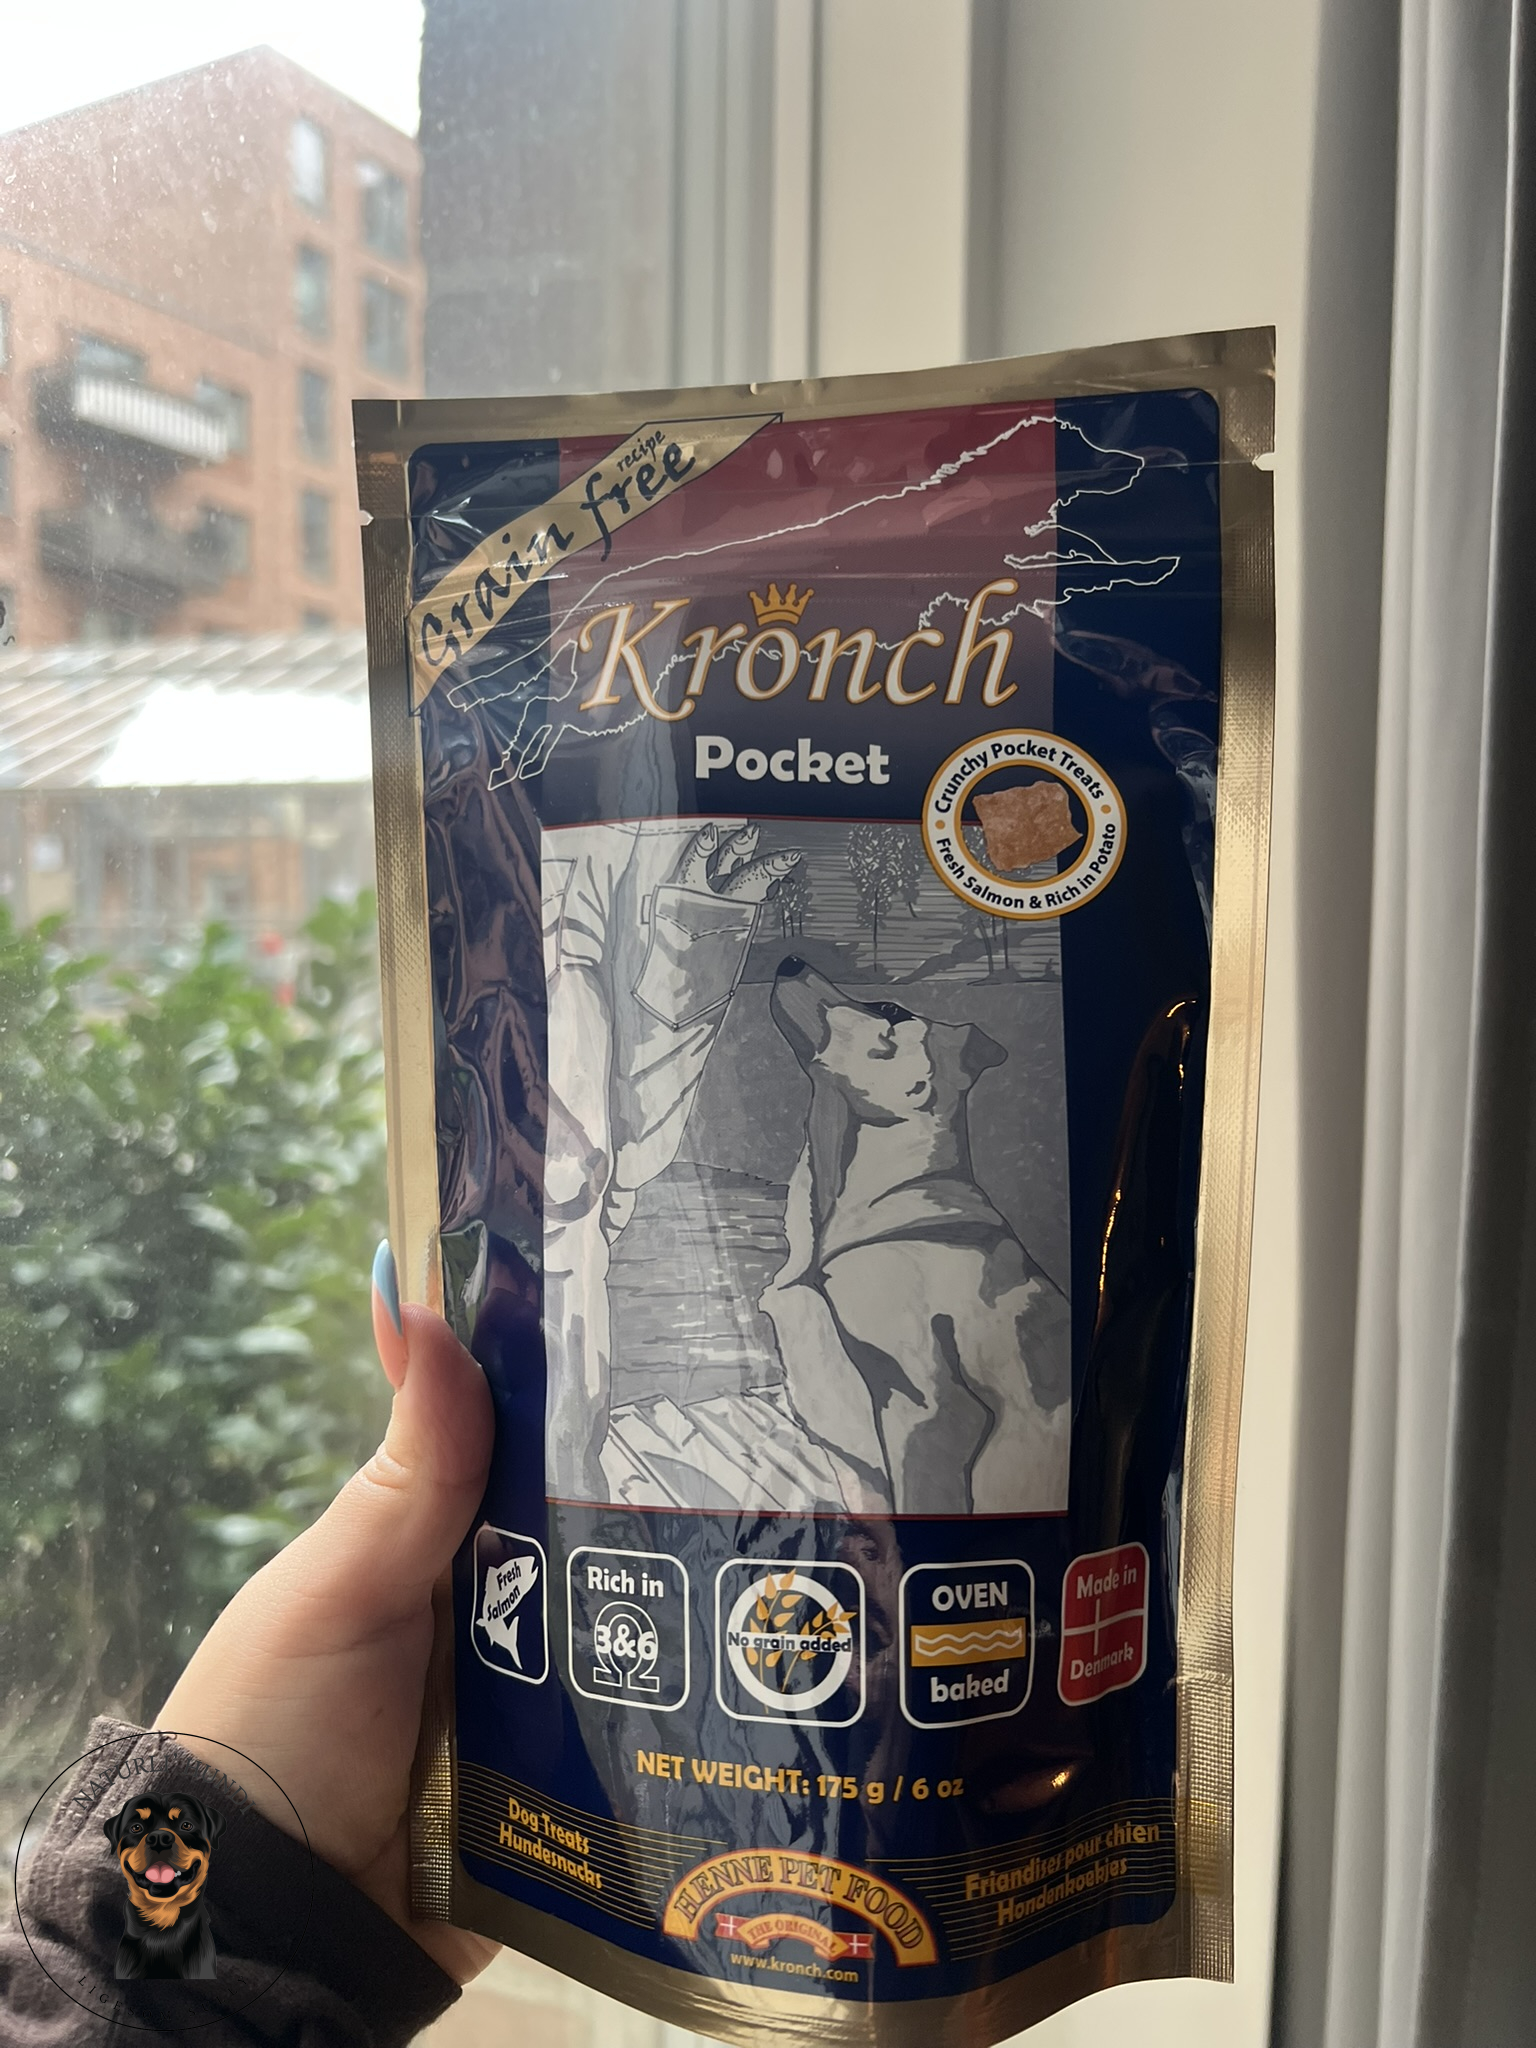 Grain free
recipe
Kronch
Pocket
Crunchy Pocket Treats
Fresh Salmon & Rich in Potato
Fresh
Salmon
Rich in
3&6
Ω
No grain added
OVEN
baked
Made in
Denmark
NET WEIGHT: 175 g / 6 oz
Dog Treats
Hundesnacks
Friandises pour chien
Hondenkoekjes
HENNE PET FOOD
THE ORIGINAL
www.kronch.com